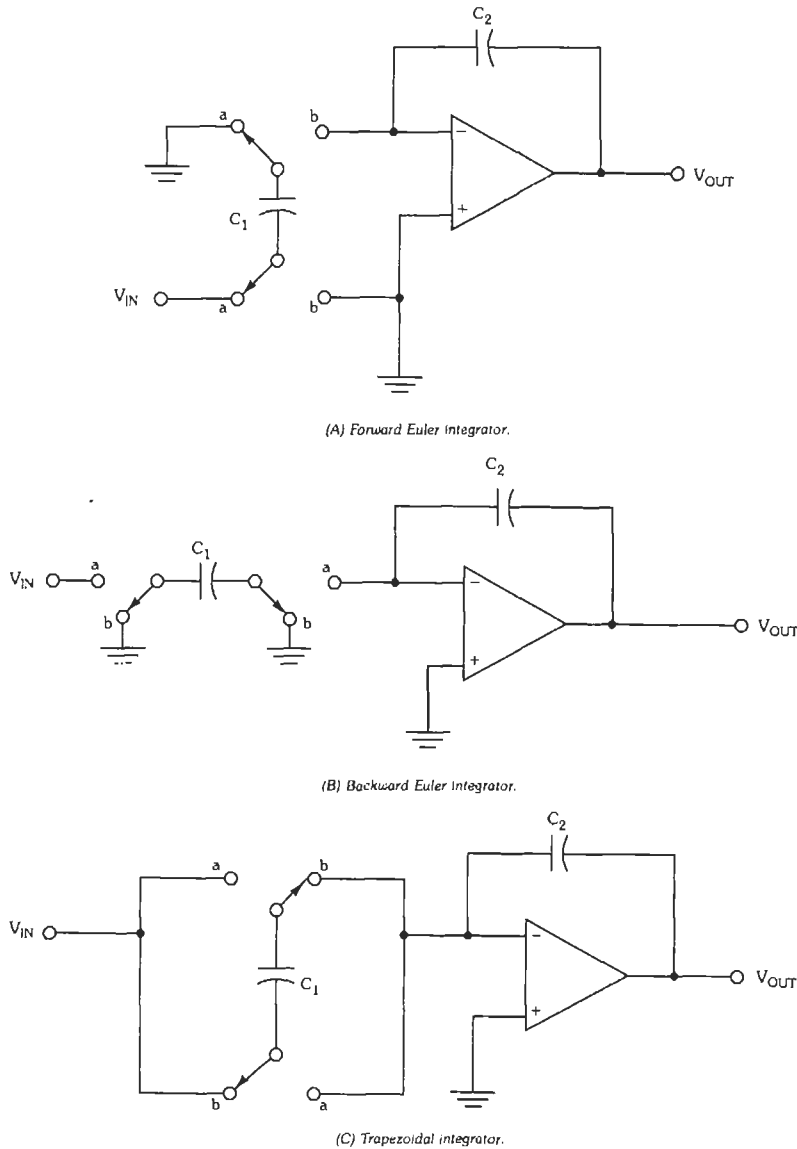 C2
a
b
−
+
VOUT
C1
VIN
a
b
(A) Forward Euler integrator.
C2
C1
VIN
a
a
b
b
−
+
VOUT
(B) Backward Euler integrator.
C2
a
b
VIN
−
+
C1
VOUT
b
a
(C) Trapezoidal integrator.